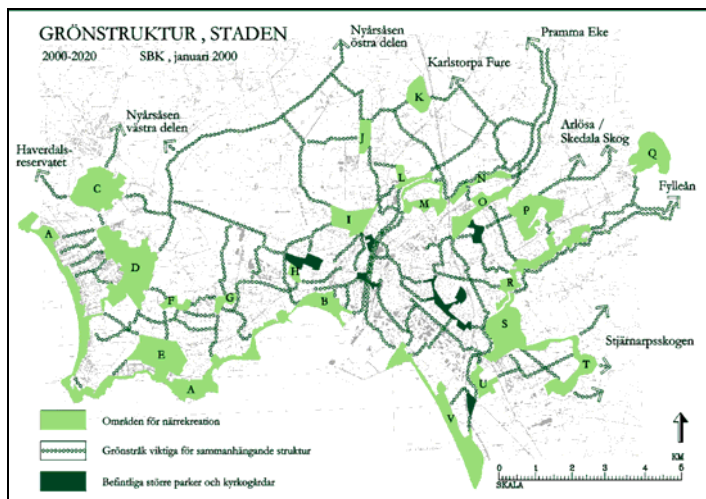 GRÖNSTRUKTUR , STADEN
2000-2020 SBK , januari 2000
Nyårsåsen
östra delen
Pramma Eke
Karlstorpa Fure
Nyårsåsen
västra delen
Arlösa /
Skedala Skog
Haverdals-
reservatet
Fylleån
Stjärnarpsskogen
K
J
Q
C
L
N
M
O
P
I
A
D
H
R
F
G
B
S
E
A
T
U
V
Områden för närrekreation
Grönstråk viktiga för sammanhängande struktur
Befintliga större parker och kyrkogårdar
KM
0 1 2 3 4 5
SKALA